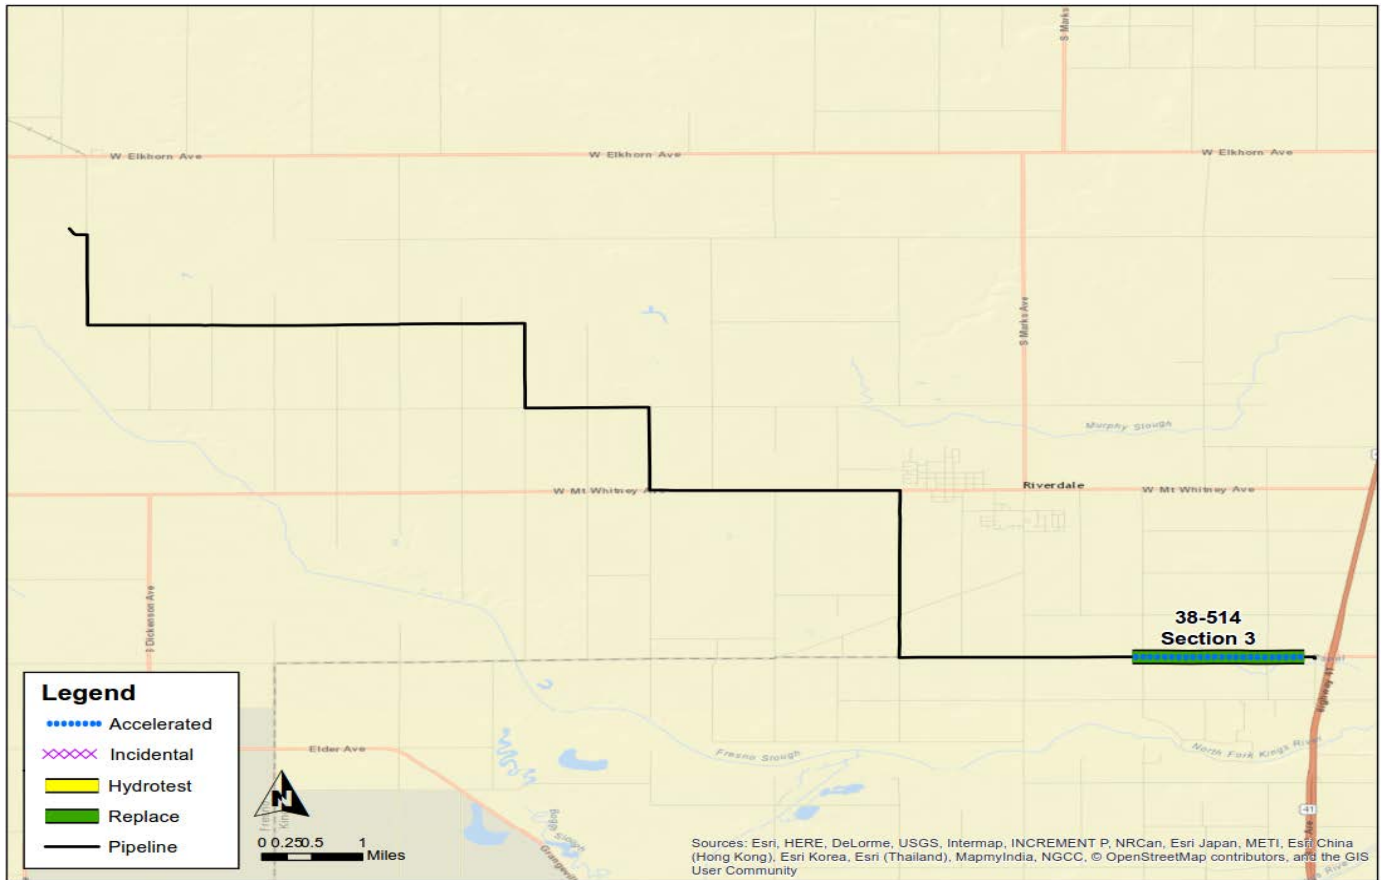 S Marks
W Elkhorn Ave
W Elkhorn Ave
W Elkhorn Ave
S Marks Ave
Murphy Slough
W Mt Whitney Ave
Riverdale
W Mt Whitney Ave
S Dickenson Ave
38-514
Section 3
Highway 41
North Fork Kings River
Fresno Slough
Elder Ave
41
Legend
Accelerated
Incidental
Hydrotest
Replace
Pipeline
N
0 0.25 0.5 1
Miles
Slough
Sources: Esri, HERE, DeLorme, USGS, Intermap, INCREMENT P, NRCan, Esri Japan, METI, Esri China
(Hong Kong), Esri Korea, Esri (Thailand), MapmyIndia, NGCC, © OpenStreetMap contributors, and the GIS
User Community